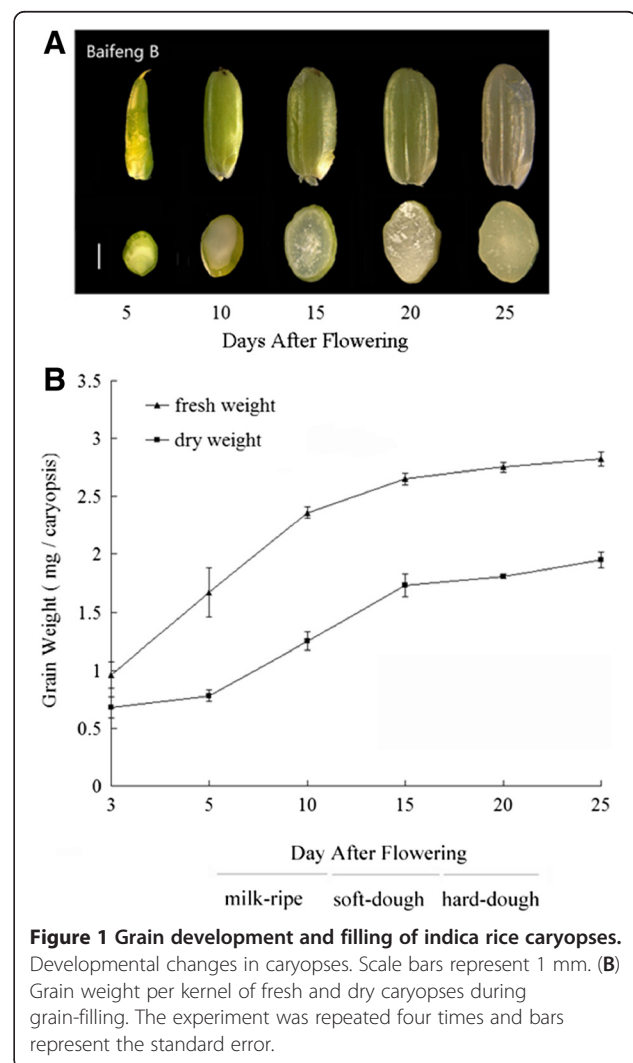 A
Baifeng B
5 10 15 20 25
Days After Flowering
B
3.5
3
2.5
2
1.5
1
0.5
0
Grain Weight ( mg / caryopsis)
fresh weight
dry weight
3 5 10 15 20 25
Day After Flowering
milk-ripe soft-dough hard-dough
Figure 1 Grain development and filling of indica rice caryopses.
Developmental changes in caryopses. Scale bars represent 1 mm. (B)
Grain weight per kernel of fresh and dry caryopses during
grain-filling. The experiment was repeated four times and bars
represent the standard error.